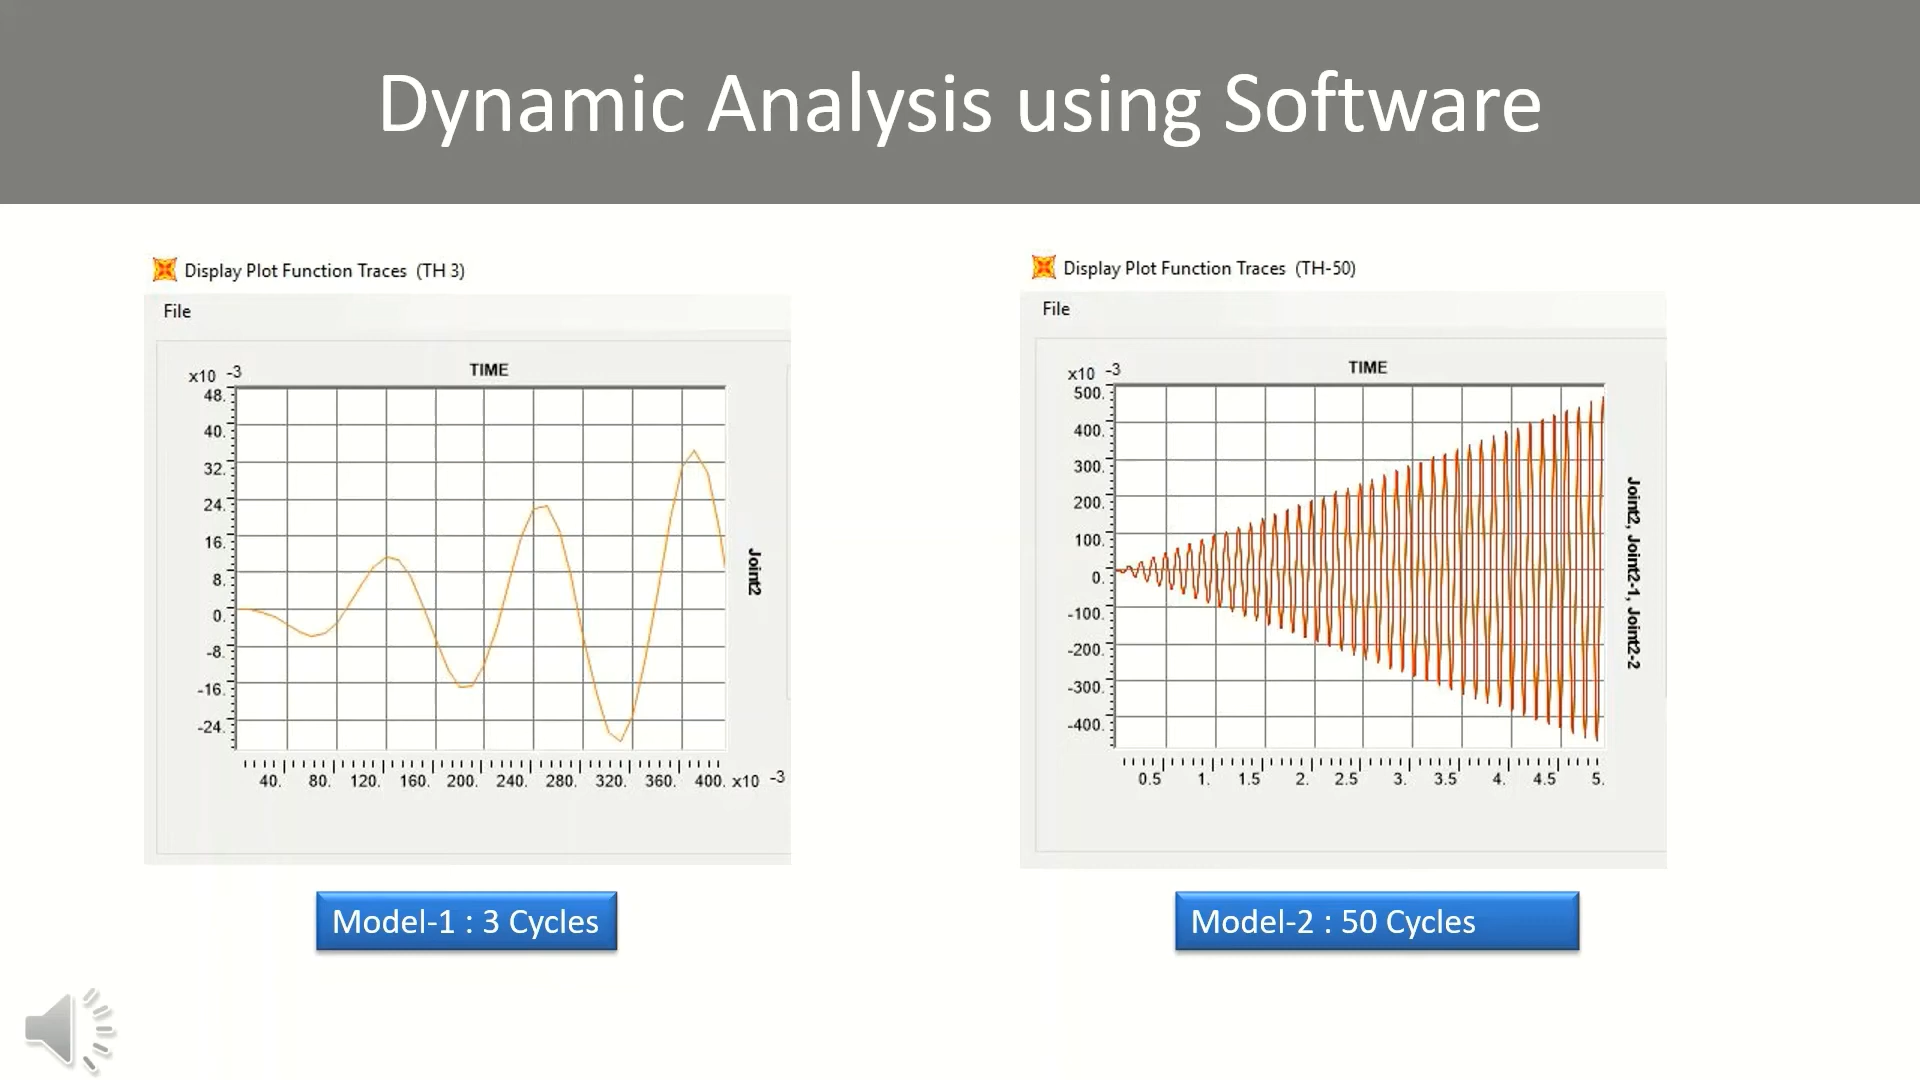 Dynamic Analysis using Software
Display Plot Function Traces (TH 3)
File
TIME
x10 -3
48.
40.
32.
24.
16.
8.
0.
-8.
-16.
-24.
40. 80. 120. 160. 200. 240. 280. 320. 360. 400. x10 -3
Joint2
Model-1 : 3 Cycles
Display Plot Function Traces (TH-50)
File
TIME
x10 -3
500.
400.
300.
200.
100.
0.
-100.
-200.
-300.
-400.
0.5 1. 1.5 2. 2.5 3. 3.5 4. 4.5 5.
Joint2, Joint2-1, Joint2-2
Model-2 : 50 Cycles